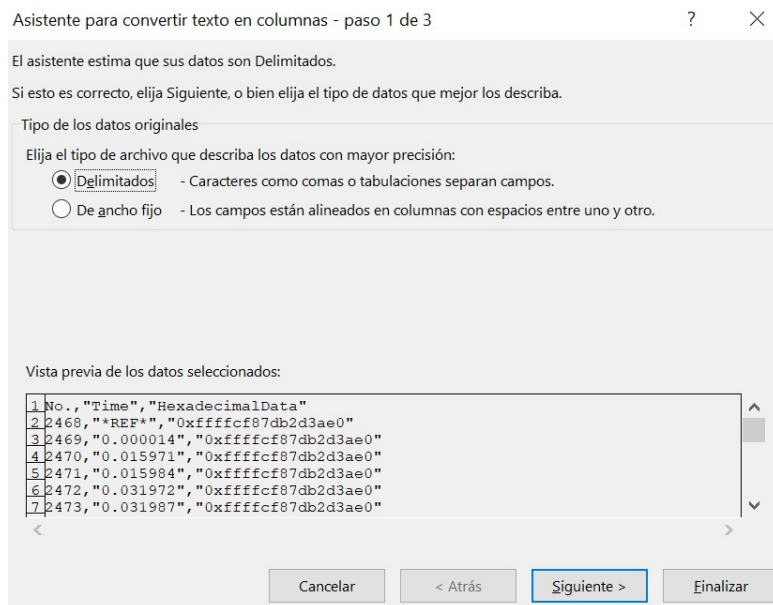 Asistente para convertir texto en columnas - paso 1 de 3 ?
El asistente estima que sus datos son Delimitados.
Si esto es correcto, elija Siguiente, o bien elija el tipo de datos que mejor los describa.
Tipo de los datos originales
Elija el tipo de archivo que describa los datos con mayor precisión:
Delimitados - Caracteres como comas o tabulaciones separan campos.
De ancho fijo - Los campos están alineados en columnas con espacios entre uno y otro.
Vista previa de los datos seleccionados:
1 No.,"Time","HexadecimalData"
2 2468,"*REF*","0xffffcf87db2d3ae0"
3 2469,"0.000014","0xffffcf87db2d3ae0"
4 2470,"0.015971","0xffffcf87db2d3ae0"
5 2471,"0.015984","0xffffcf87db2d3ae0"
6 2472,"0.031972","0xffffcf87db2d3ae0"
7 2473,"0.031987","0xffffcf87db2d3ae0"
Cancelar < Atrás Siguiente > Finalizar